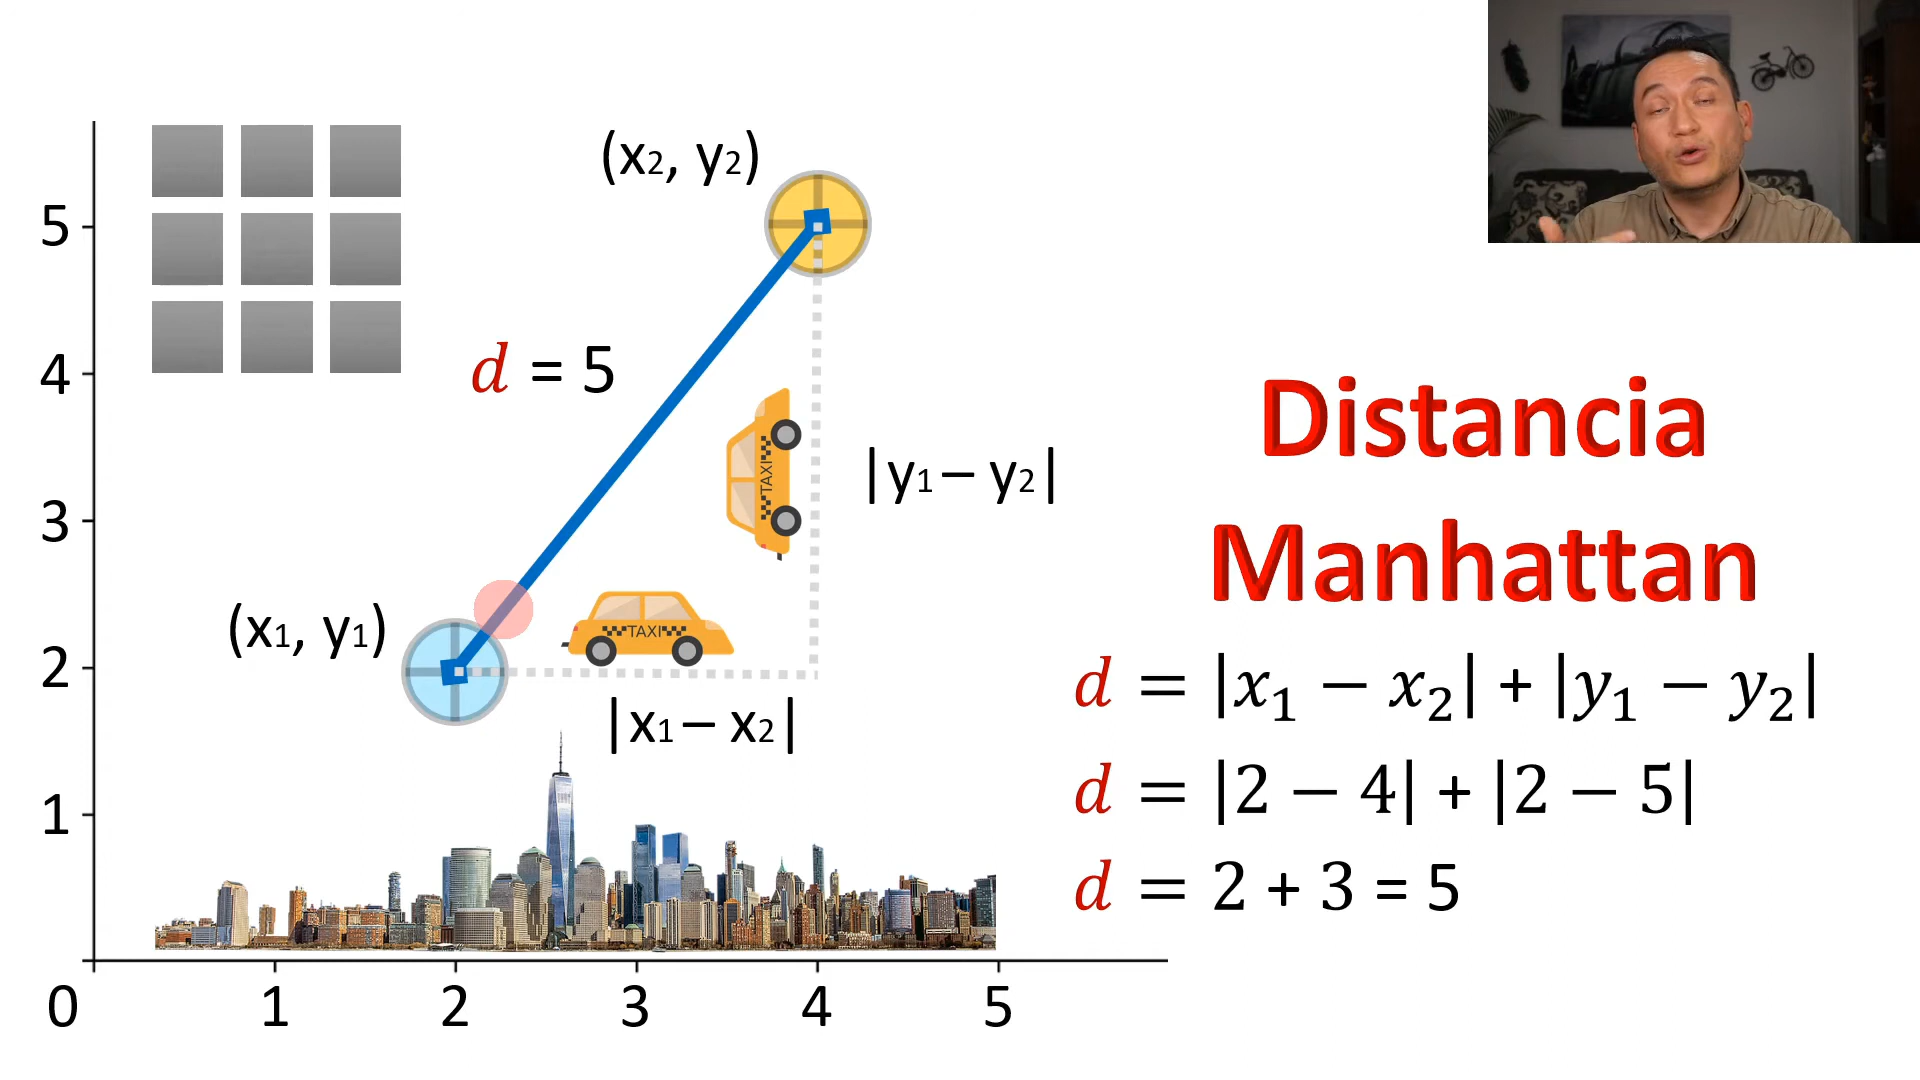 Distancia
Manhattan
d = |x1 − x2| + |y1 − y2|
d = |2 − 4| + |2 − 5|
d = 2 + 3 = 5
(x2, y2)
d = 5
|y1 – y2|
(x1, y1)
|x1 – x2|
TAXI
TAXI
5
4
3
2
1
0 1 2 3 4 5